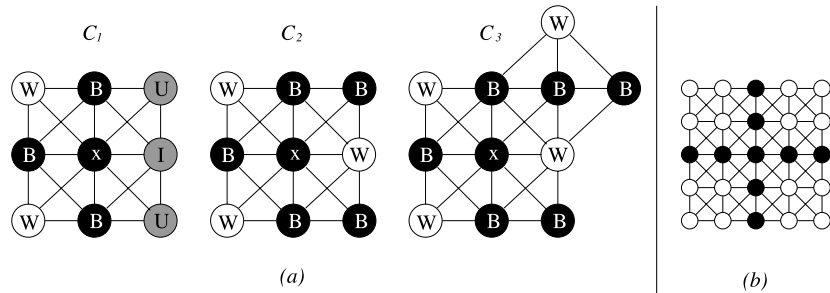 C1 C2 C3
W
W B U W B B W B B B
B x I B x W B x W
W B U W B B W B B
(a) (b)